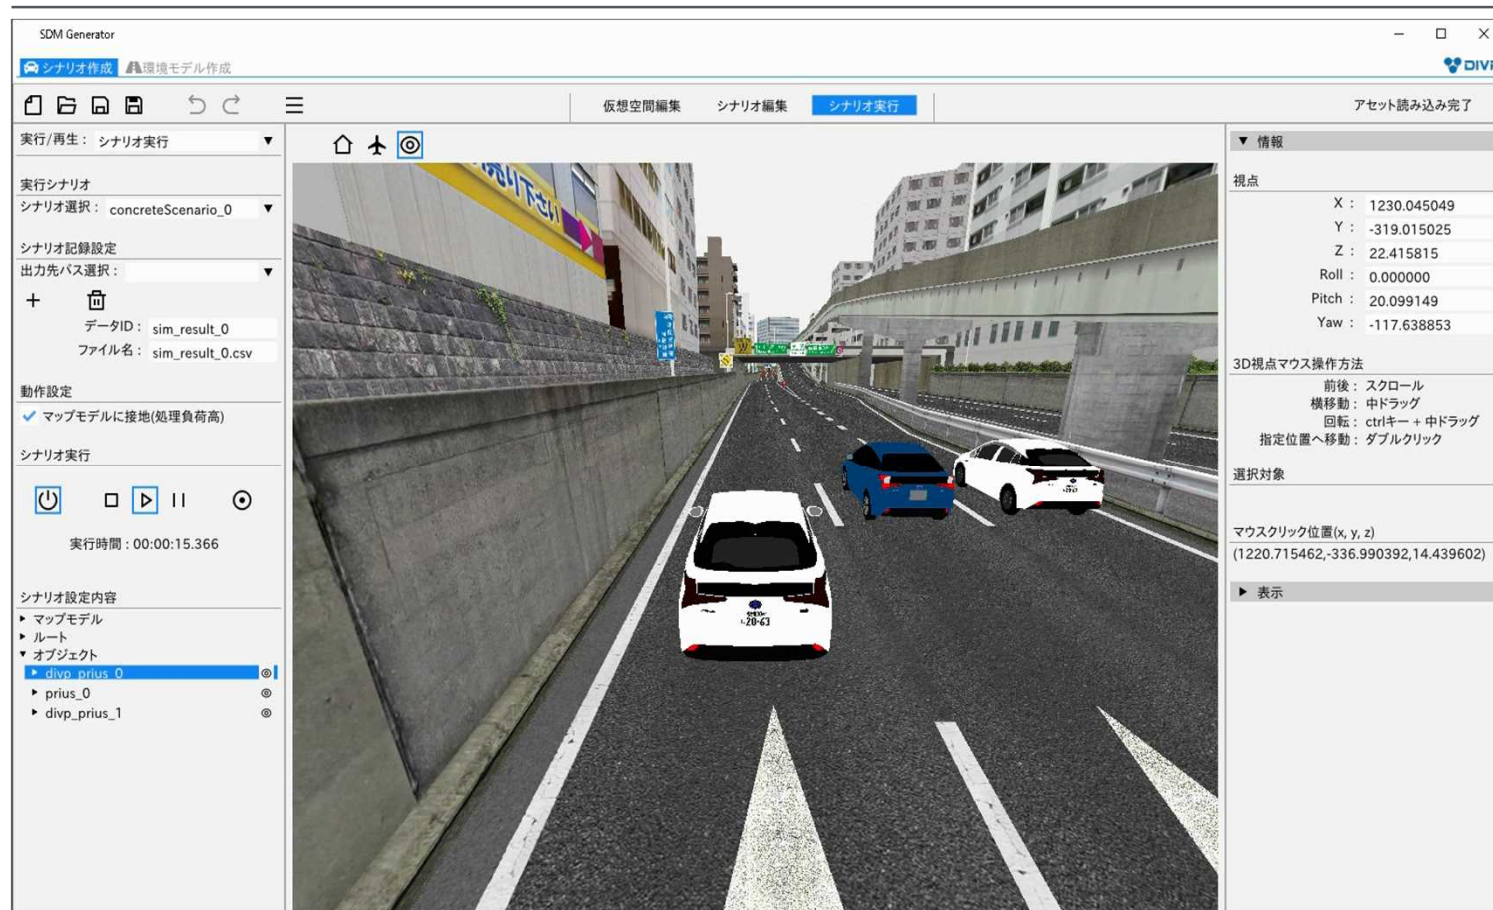 SDM Generator
シナリオ作成 環境モデル作成
DIVP
仮想空間編集 シナリオ編集 シナリオ実行
アセット読み込み完了
実行/再生： シナリオ実行
実行シナリオ
シナリオ選択： concreteScenario_0
シナリオ記録設定
出力先パス選択：
データID： sim_result_0
ファイル名： sim_result_0.csv
動作設定
マップモデルに接地(処理負荷高)
シナリオ実行
実行時間 : 00:00:15.366
シナリオ設定内容
マップモデル
ルート
オブジェクト
divp_prius_0
prius_0
divp_prius_1
売り下さい
20-63
情報
視点
X : 1230.045049
Y : -319.015025
Z : 22.415815
Roll : 0.000000
Pitch : 20.099149
Yaw : -117.638853
3D視点マウス操作方法
前後： スクロール
横移動： 中ドラッグ
回転： ctrlキー + 中ドラッグ
指定位置へ移動： ダブルクリック
選択対象
マウスクリック位置(x, y, z)
(1220.715462,-336.990392,14.439602)
表示